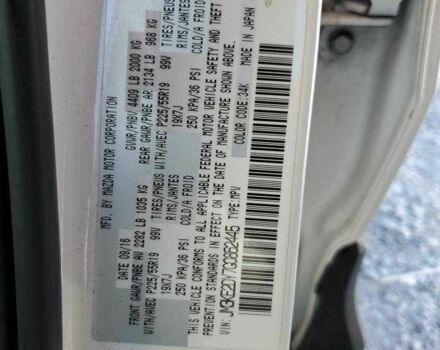 MFD. BY MAZDA MOTOR CORPORATION
DATE 09/16 GVWR/PNBV 4409 LB 2000 KG
FRONT GAWR/PNBE AV 2282 LB 1035 KG REAR GAWR/PNBE AR 2134 LB 968 KG
WITH/AVEC P225/55R19 99V TIRES/PNEUS WITH/AVEC P225/55R19 99V TIRES/PNEUS
19X7J RIMS/JANTES 19X7J RIMS/JANTES
250 KPA/36 PSI COLD/A FROID 250 KPA/36 PSI COLD/A FROID
THIS VEHICLE CONFORMS TO ALL APPLICABLE FEDERAL MOTOR VEHICLE SAFETY AND THEFT
PREVENTION STANDARDS IN EFFECT ON THE DATE OF MANUFACTURE SHOWN ABOVE.
VIN: JM3KE2DY7G0862445 TYPE: MPV COLOR CODE: 34K MADE IN JAPAN